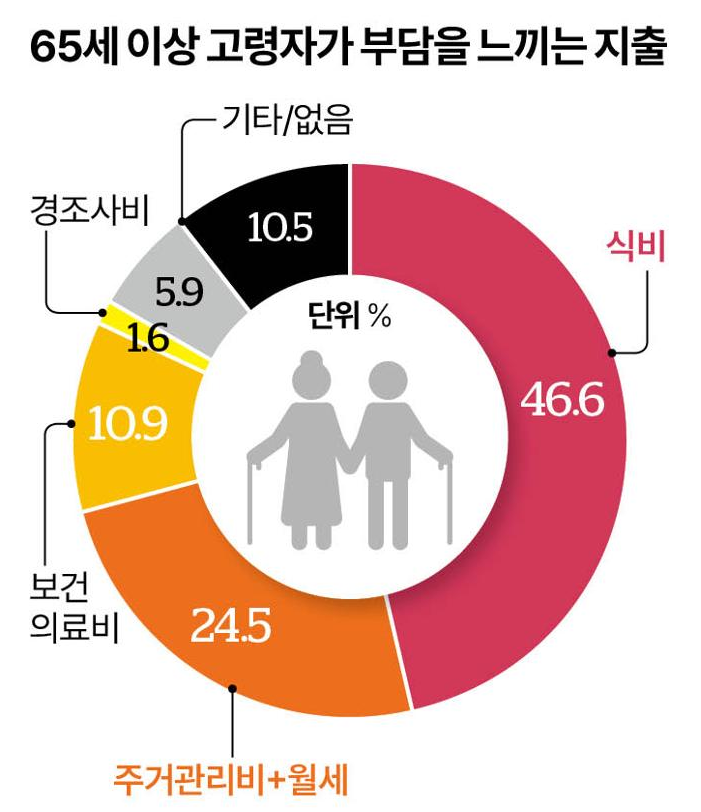 65세 이상 고령자가 부담을 느끼는 지출
기타/없음
경조사비
10.5
식비
5.9
단위 %
1.6
46.6
10.9
보건
의료비
24.5
주거관리비+월세